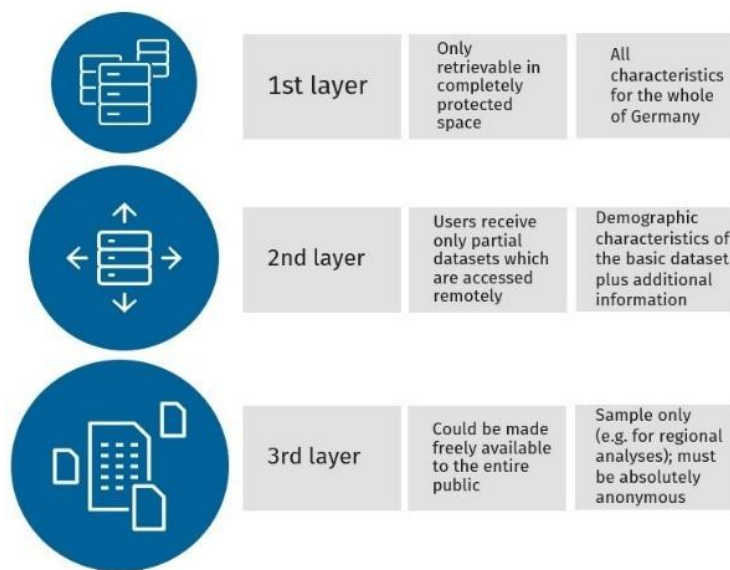 1st layer
Only
retrievable in
completely
protected
space
All
characteristics
for the whole
of Germany
2nd layer
Users receive
only partial
datasets which
are accessed
remotely
Demographic
characteristics of
the basic dataset
plus additional
information
3rd layer
Could be made
freely available
to the entire
public
Sample only
(e.g. for regional
analyses); must
be absolutely
anonymous